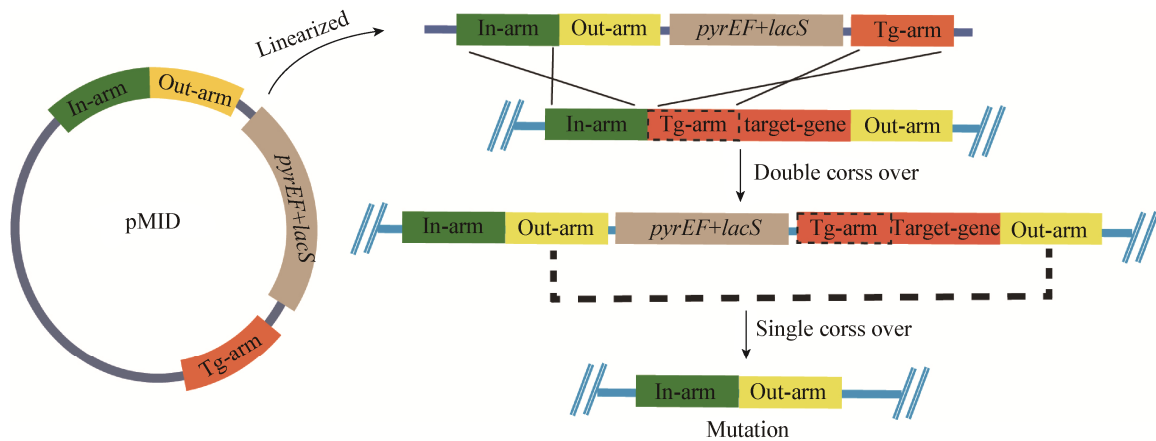 Linearized
In-arm Out-arm pyrEF+lacS Tg-arm
In-arm Out-arm
pyrEF+lacS
pMID
Tg-arm
In-arm Tg-arm target-gene Out-arm
Double corss over
In-arm Out-arm pyrEF+lacS Tg-arm Target-gene Out-arm
Single corss over
In-arm Out-arm
Mutation